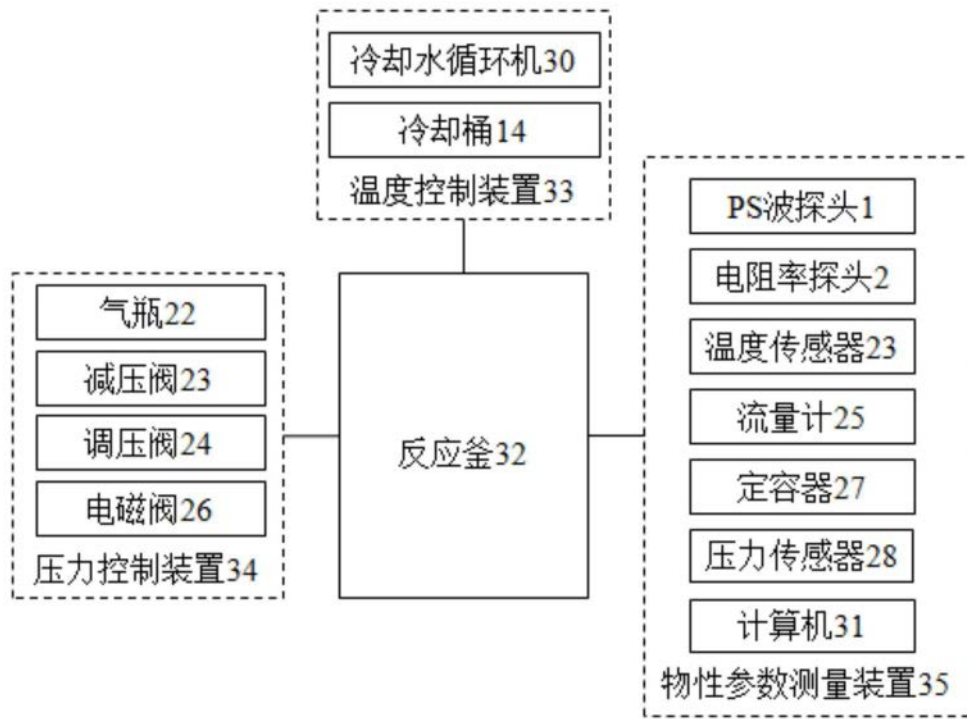 冷却水循环机30
冷却桶14
温度控制装置33
气瓶22
减压阀23
调压阀24
电磁阀26
压力控制装置34
反应釜32
PS波探头1
电阻率探头2
温度传感器23
流量计25
定容器27
压力传感器28
计算机31
物性参数测量装置35